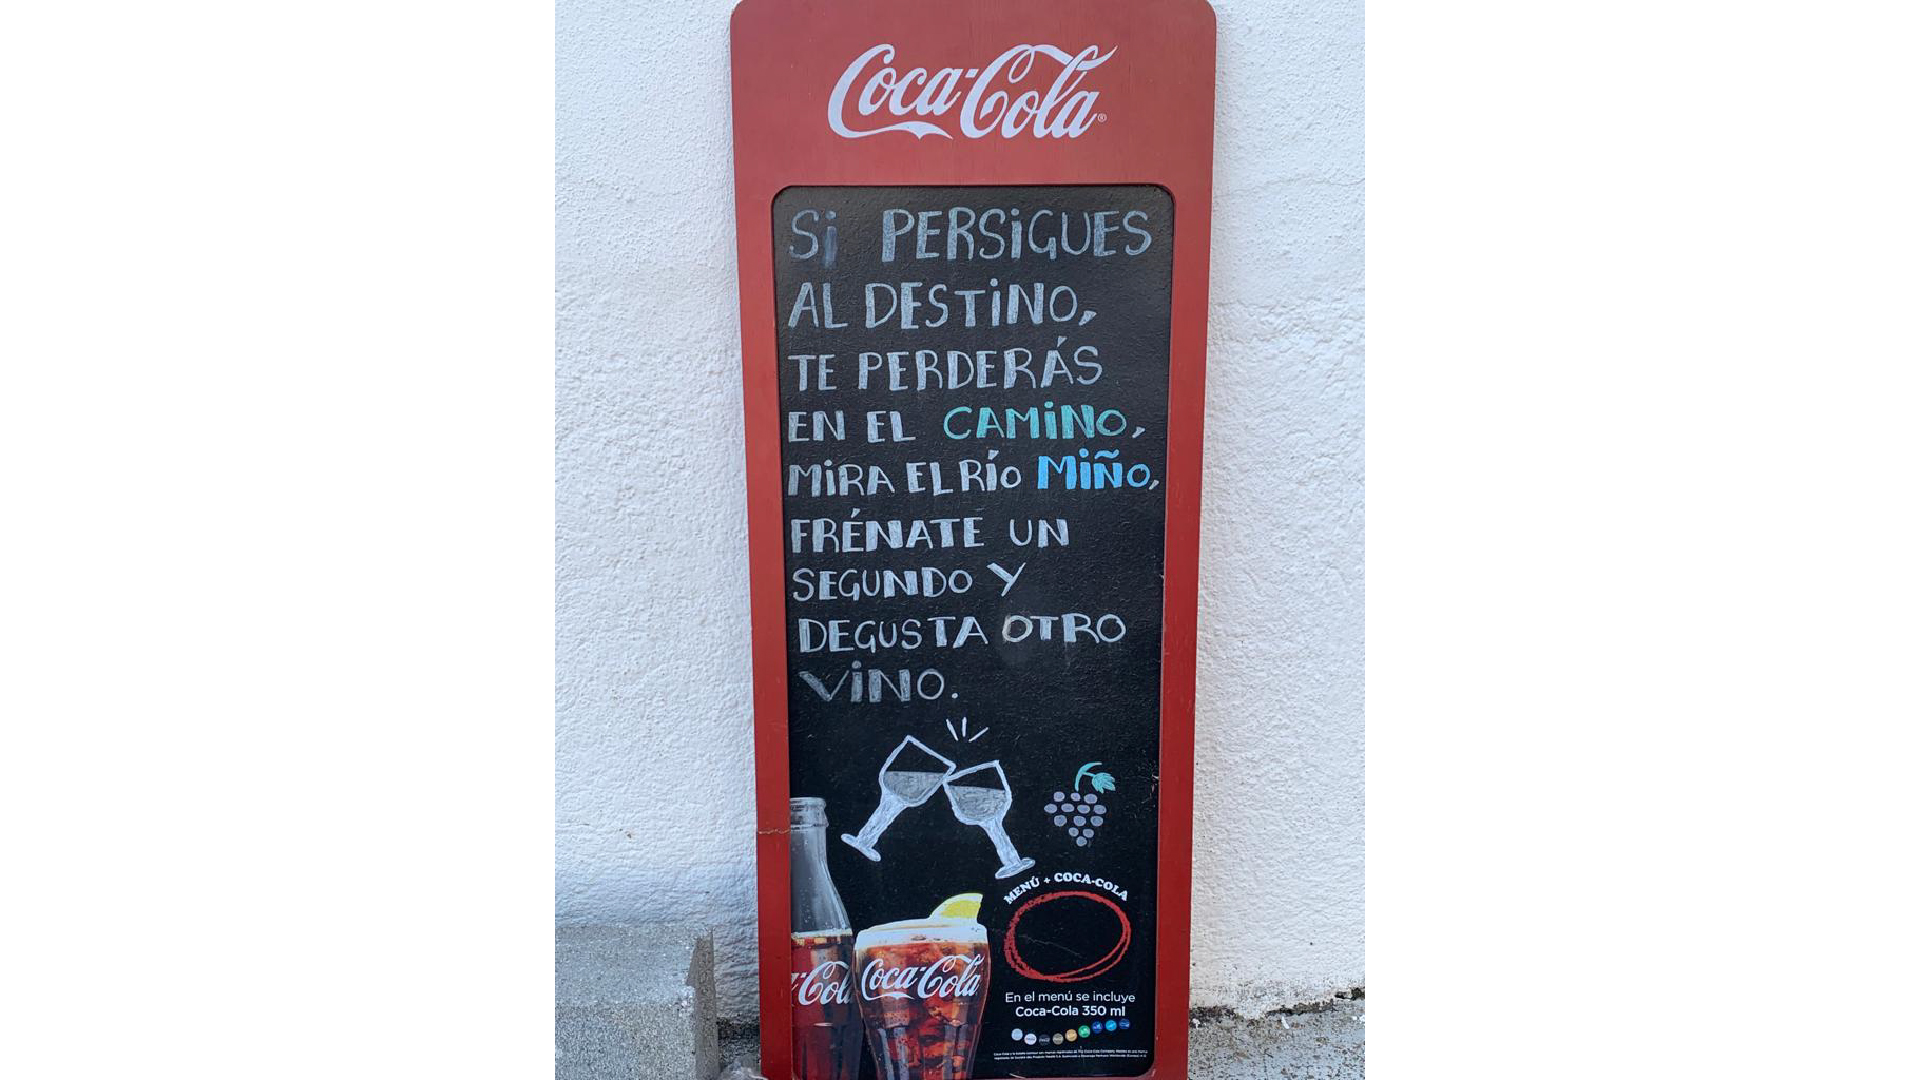 Coca-Cola®
Si PERSiGUES
AL DESTiNO,
TE PERDERÁS
EN EL CAMiNO,
MiRA EL RÍO MiÑO,
FRÉNATE UN
SEGUNDO Y
DEGUSTA OTRO
ViNO.
MENÚ + COCA-COLA
Coca-Cola
Coca-Cola
En el menú se incluye
Coca-Cola 350 ml